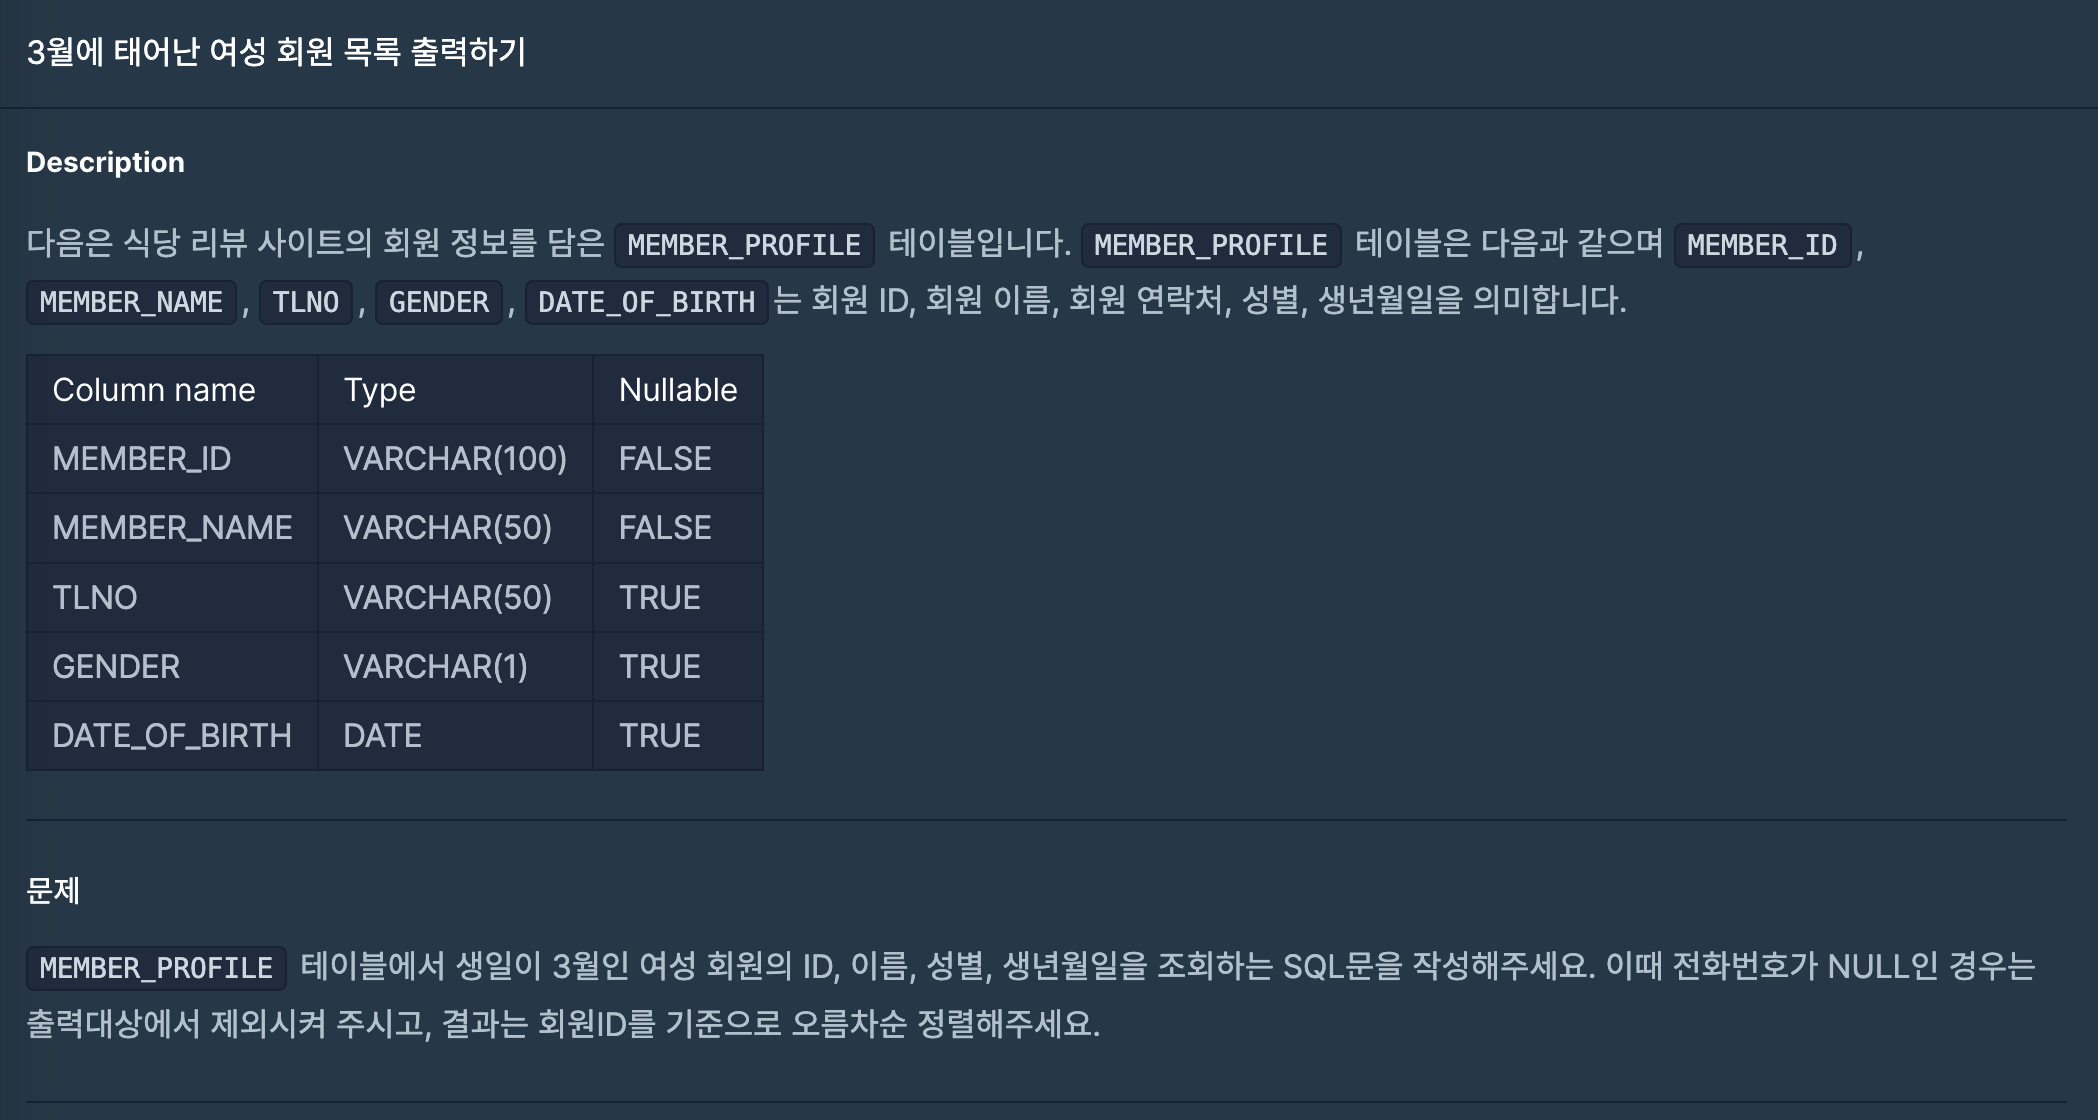 3월에 태어난 여성 회원 목록 출력하기
Description
다음은 식당 리뷰 사이트의 회원 정보를 담은 MEMBER_PROFILE 테이블입니다. MEMBER_PROFILE 테이블은 다음과 같으며 MEMBER_ID ,
MEMBER_NAME , TLNO , GENDER , DATE_OF_BIRTH 는 회원 ID, 회원 이름, 회원 연락처, 성별, 생년월일을 의미합니다.
Column name Type Nullable
MEMBER_ID VARCHAR(100) FALSE
MEMBER_NAME VARCHAR(50) FALSE
TLNO VARCHAR(50) TRUE
GENDER VARCHAR(1) TRUE
DATE_OF_BIRTH DATE TRUE
문제
MEMBER_PROFILE 테이블에서 생일이 3월인 여성 회원의 ID, 이름, 성별, 생년월일을 조회하는 SQL문을 작성해주세요. 이때 전화번호가 NULL인 경우는
출력대상에서 제외시켜 주시고, 결과는 회원ID를 기준으로 오름차순 정렬해주세요.